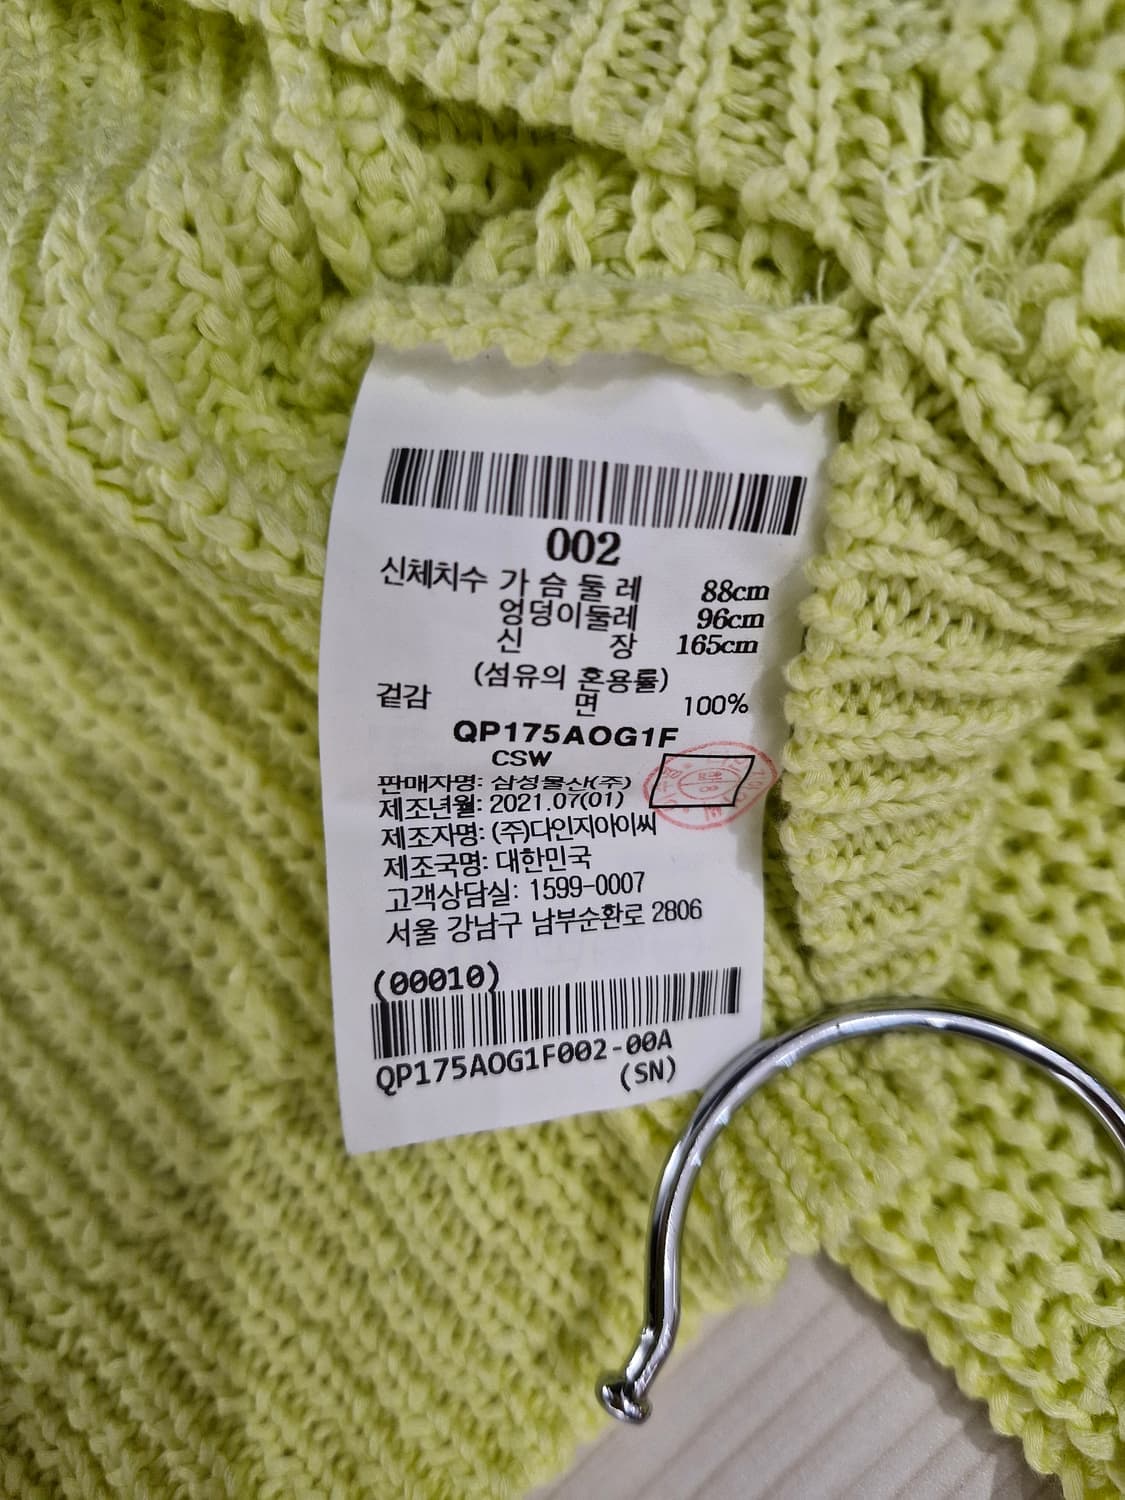 002
신체치수 가슴둘레 88cm
엉덩이둘레 96cm
신장 165cm
(섬유의 혼용률)
겉감 면 100%
QP175AOG1F
CSW
판매자명: 삼성물산(주)
제조년월: 2021.07(01)
제조자명: (주)다인지아이씨
제조국명: 대한민국
고객상담실: 1599-0007
서울 강남구 남부순환로 2806
(00010)
QP175AOG1F002-00A
(SN)